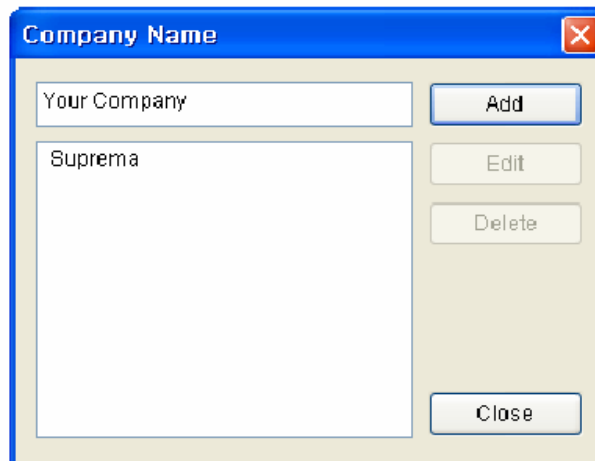 Company Name
Your Company
Add
Suprema
Edit
Delete
Close